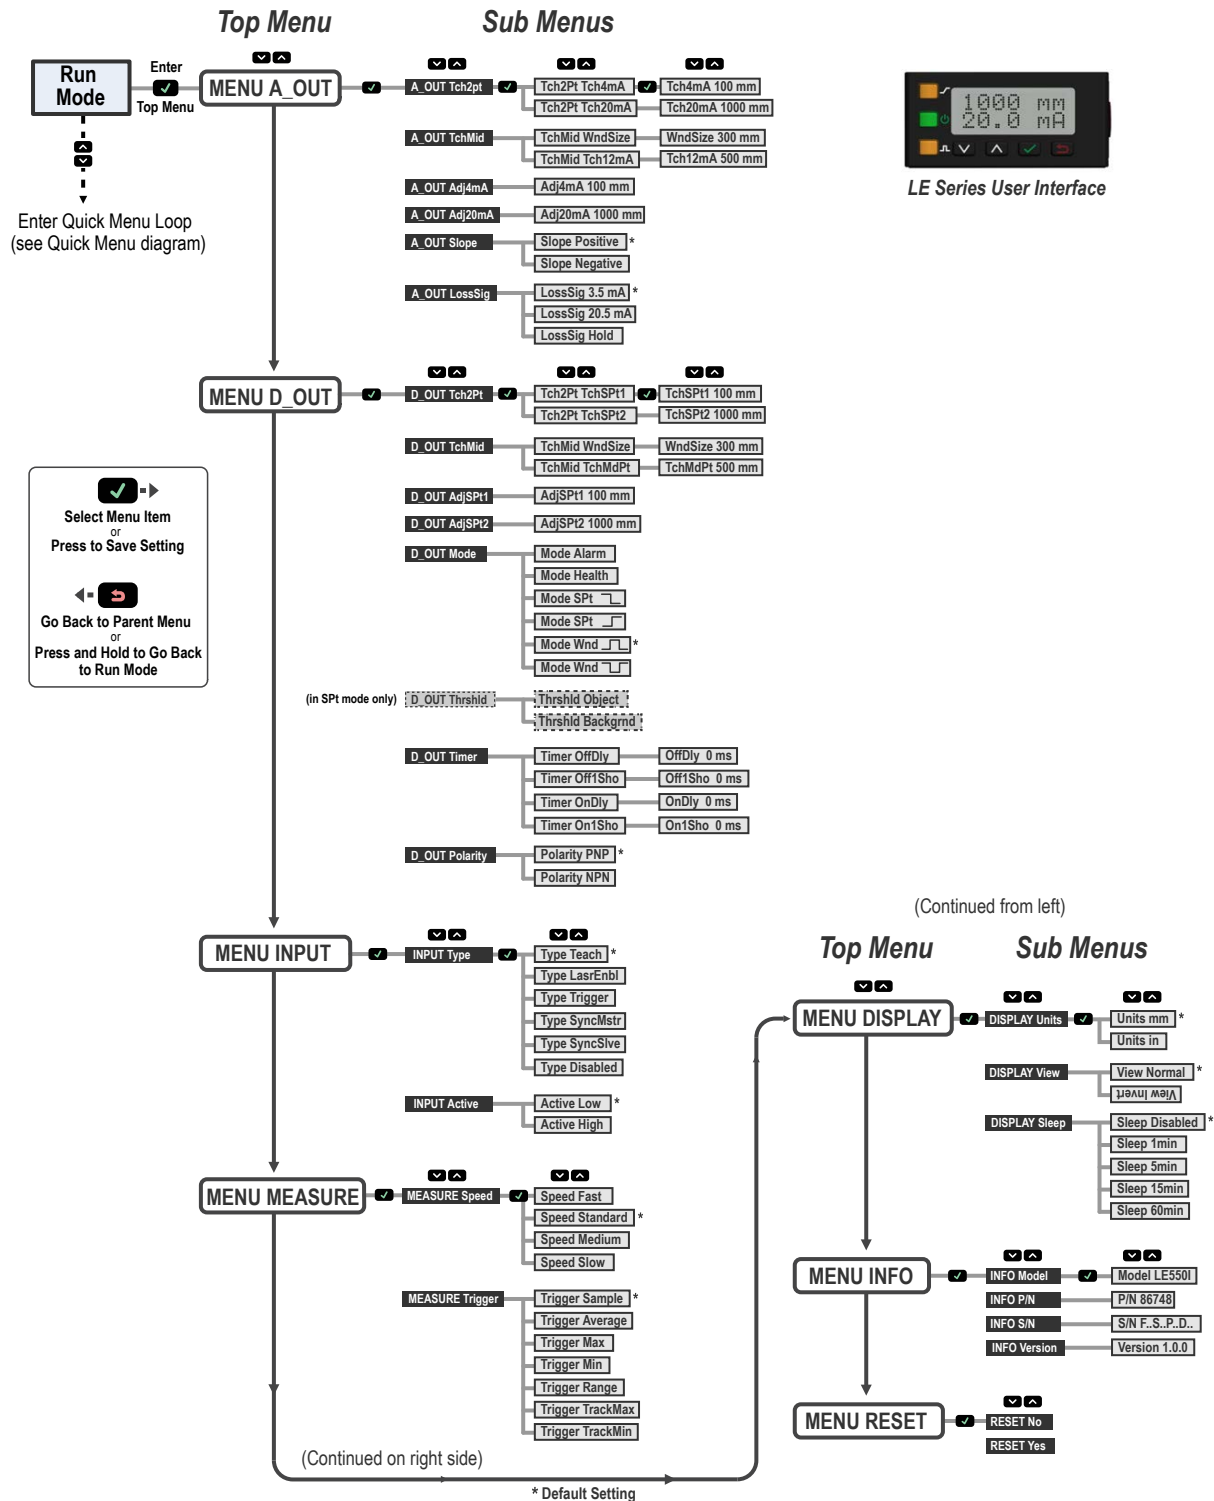 Top Menu
Sub Menus
Run
Mode
Enter
Top Menu
MENU A_OUT
A_OUT Tch2pt
Tch2Pt Tch4mA
Tch4mA 100 mm
Tch2Pt Tch20mA
Tch20mA 1000 mm
A_OUT TchMid
TchMid WndSize
WndSize 300 mm
TchMid Tch12mA
Tch12mA 500 mm
A_OUT Adj4mA
Adj4mA 100 mm
A_OUT Adj20mA
Adj20mA 1000 mm
A_OUT Slope
Slope Positive *
Slope Negative
A_OUT LossSig
LossSig 3.5 mA *
LossSig 20.5 mA
LossSig Hold
Enter Quick Menu Loop
(see Quick Menu diagram)
1000 mm
20.0 mA
LE Series User Interface
MENU D_OUT
D_OUT Tch2Pt
Tch2Pt TchSPt1
TchSPt1 100 mm
Tch2Pt TchSPt2
TchSPt2 1000 mm
D_OUT TchMid
TchMid WndSize
WndSize 300 mm
TchMid TchMdPt
TchMdPt 500 mm
D_OUT AdjSPt1
AdjSPt1 100 mm
D_OUT AdjSPt2
AdjSPt2 1000 mm
D_OUT Mode
Mode Alarm
Mode Health
Mode SPt
Mode SPt
Mode Wnd *
Mode Wnd
(in SPt mode only)
D_OUT Thrshld
Thrshld Object
Thrshld Backgrnd
D_OUT Timer
Timer OffDly
OffDly 0 ms
Timer Off1Sho
Off1Sho 0 ms
Timer OnDly
OnDly 0 ms
Timer On1Sho
On1Sho 0 ms
D_OUT Polarity
Polarity PNP *
Polarity NPN
Select Menu Item
or
Press to Save Setting
Go Back to Parent Menu
or
Press and Hold to Go Back
to Run Mode
MENU INPUT
INPUT Type
Type Teach *
Type LasrEnbl
Type Trigger
Type SyncMstr
Type SyncSlve
Type Disabled
INPUT Active
Active Low *
Active High
MENU MEASURE
MEASURE Speed
Speed Fast
Speed Standard *
Speed Medium
Speed Slow
MEASURE Trigger
Trigger Sample *
Trigger Average
Trigger Max
Trigger Min
Trigger Range
Trigger TrackMax
Trigger TrackMin
(Continued on right side)
* Default Setting
(Continued from left)
Top Menu
Sub Menus
MENU DISPLAY
DISPLAY Units
Units mm *
Units in
DISPLAY View
View Normal *
View Invert
DISPLAY Sleep
Sleep Disabled *
Sleep 1min
Sleep 5min
Sleep 15min
Sleep 60min
MENU INFO
INFO Model
Model LE550I
INFO P/N
P/N 86748
INFO S/N
S/N F..S..P..D..
INFO Version
Version 1.0.0
MENU RESET
RESET No
RESET Yes